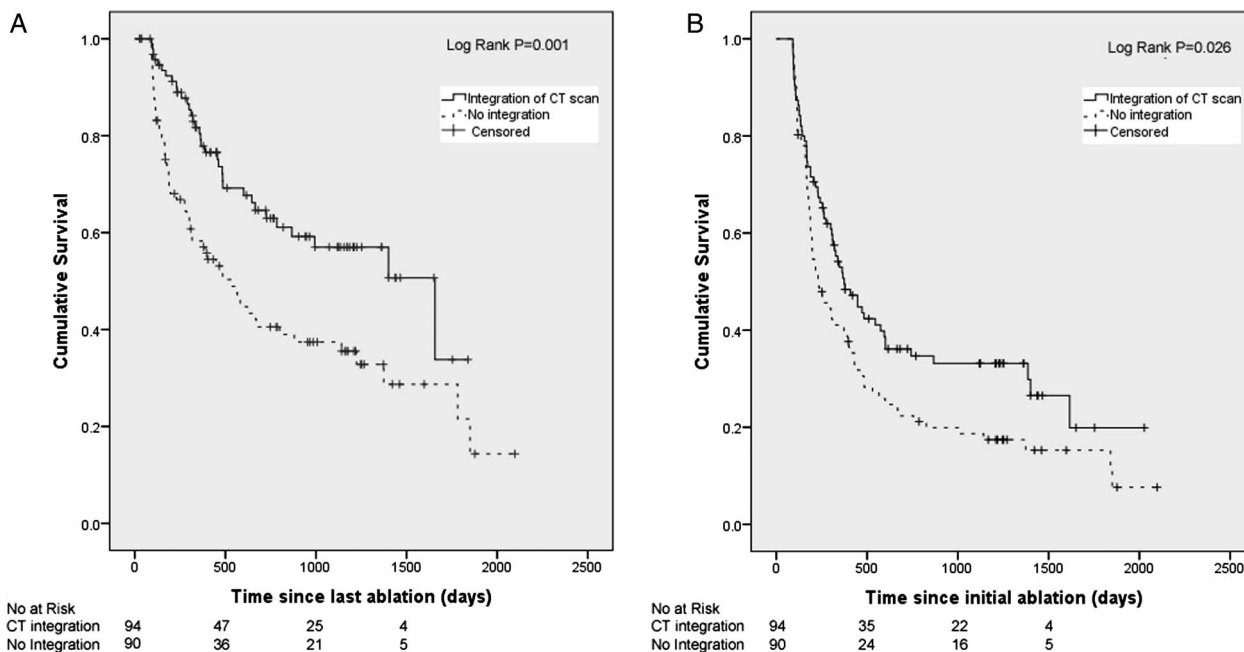 A
Log Rank P=0.001
Integration of CT scan
No integration
Censored
Cumulative Survival
1.0
0.8
0.6
0.4
0.2
0.0
0 500 1000 1500 2000 2500
Time since last ablation (days)
No at Risk
CT integration 94 47 25 4
No Integration 90 36 21 5
B
Log Rank P=0.026
Integration of CT scan
No integration
Censored
Cumulative Survival
1.0
0.8
0.6
0.4
0.2
0.0
0 500 1000 1500 2000 2500
Time since initial ablation (days)
No at Risk
CT integration 94 35 22 4
No Integration 90 24 16 5